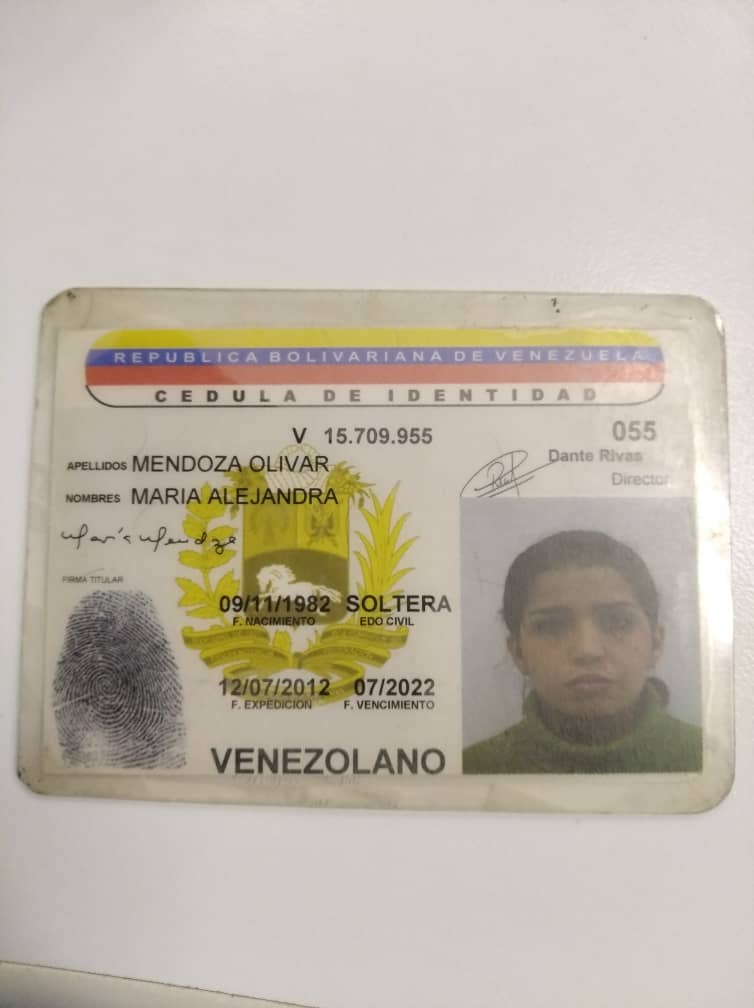 REPUBLICA BOLIVARIANA DE VENEZUELA
CEDULA DE IDENTIDAD
V 15.709.955
055
Dante Rivas
Director
APELLIDOS MENDOZA OLIVAR
NOMBRES MARIA ALEJANDRA
María Mendoza
FIRMA TITULAR
09/11/1982 SOLTERA
F. NACIMIENTO EDO CIVIL
12/07/2012 07/2022
F. EXPEDICION F. VENCIMIENTO
VENEZOLANO